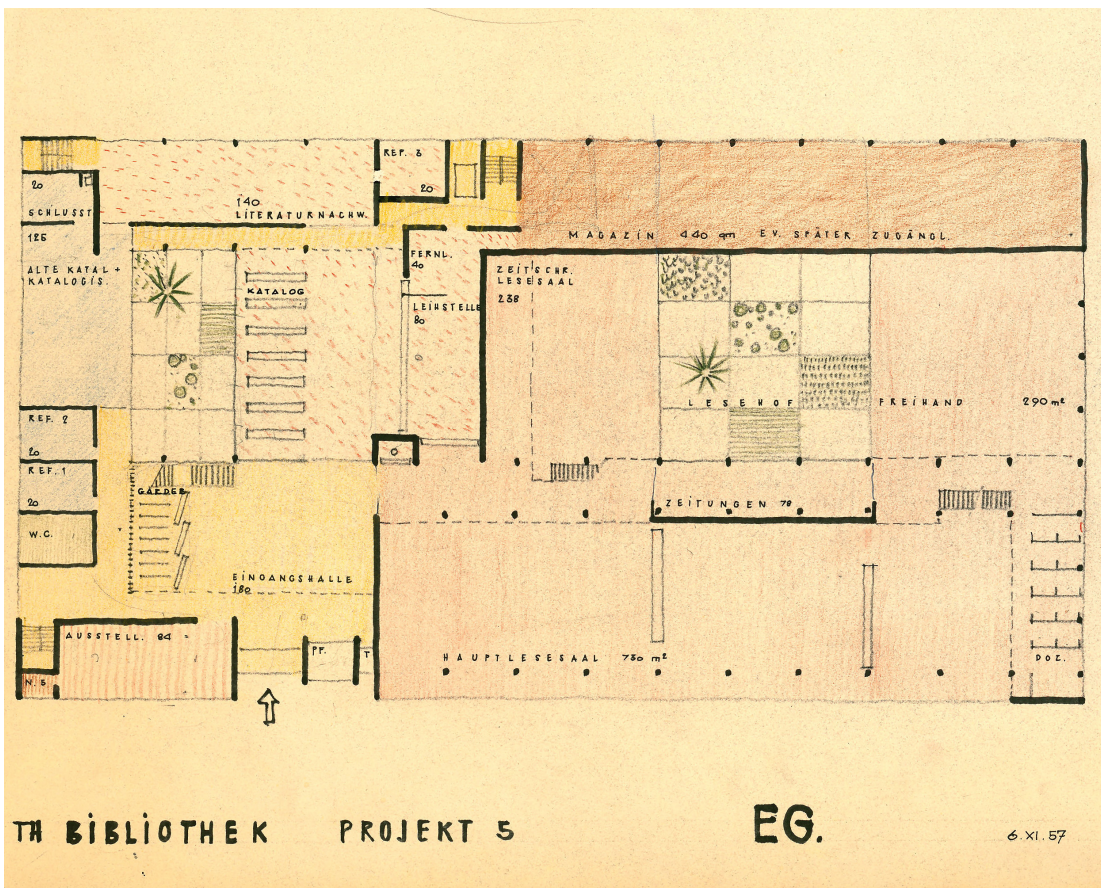 REF. 3
20
20
SCHLUSST
125
ALTE KATAL +
KATALOGIS.
140
LITERATURNACHW.
MAGAZIN 440 qm EV. SPÄTER ZUGÄNGL.
FERNL.
40
KATALOG
LEIHSTELLE
80
ZEITSCHR.
LESESAAL
238
LESEHOF
FREIHAND 290 m²
REF. 2
20
REF. 1
20
W.C.
GARDER
ZEITUNGEN 78
EINGANGSHALLE
180
AUSSTELL. 84
PF.
T
N.S
HAUPTLESESAAL 730 m²
DOZ.
TH BIBLIOTHEK PROJEKT 5 EG. 6.XI.57